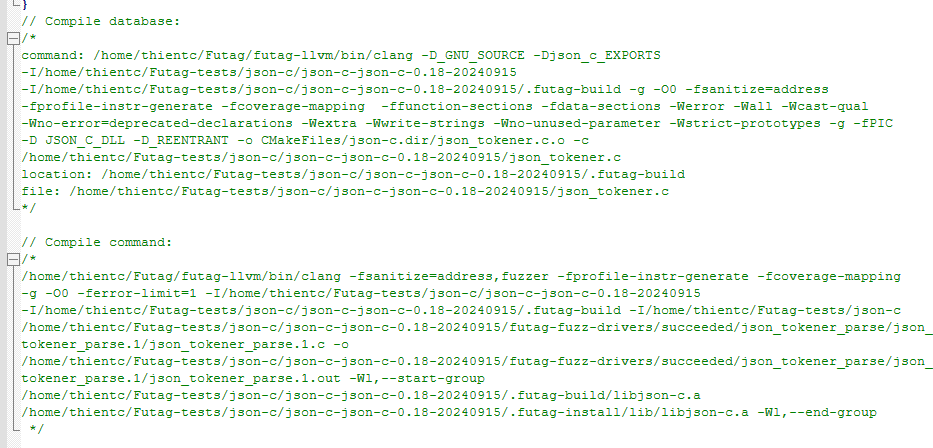 }
// Compile database:
/*
command: /home/thientc/Futag/futag-llvm/bin/clang -D_GNU_SOURCE -Djson_c_EXPORTS
-I/home/thientc/Futag-tests/json-c/json-c-json-c-0.18-20240915
-I/home/thientc/Futag-tests/json-c/json-c-json-c-0.18-20240915/.futag-build -g -O0 -fsanitize=address
-fprofile-instr-generate -fcoverage-mapping  -ffunction-sections -fdata-sections -Werror -Wall -Wcast-qual
-Wno-error=deprecated-declarations -Wextra -Wwrite-strings -Wno-unused-parameter -Wstrict-prototypes -g -fPIC
-D JSON_C_DLL -D_REENTRANT -o CMakeFiles/json-c.dir/json_tokener.c.o -c
/home/thientc/Futag-tests/json-c/json-c-json-c-0.18-20240915/json_tokener.c
location: /home/thientc/Futag-tests/json-c/json-c-json-c-0.18-20240915/.futag-build
file: /home/thientc/Futag-tests/json-c/json-c-json-c-0.18-20240915/json_tokener.c
*/

// Compile command:
/*
/home/thientc/Futag/futag-llvm/bin/clang -fsanitize=address,fuzzer -fprofile-instr-generate -fcoverage-mapping
-g -O0 -ferror-limit=1 -I/home/thientc/Futag-tests/json-c/json-c-json-c-0.18-20240915
-I/home/thientc/Futag-tests/json-c/json-c-json-c-0.18-20240915/.futag-build -I/home/thientc/Futag-tests/json-c
/home/thientc/Futag-tests/json-c/json-c-json-c-0.18-20240915/futag-fuzz-drivers/succeeded/json_tokener_parse/json_
tokener_parse.1/json_tokener_parse.1.c -o
/home/thientc/Futag-tests/json-c/json-c-json-c-0.18-20240915/futag-fuzz-drivers/succeeded/json_tokener_parse/json_
tokener_parse.1/json_tokener_parse.1.out -Wl,--start-group
/home/thientc/Futag-tests/json-c/json-c-json-c-0.18-20240915/.futag-build/libjson-c.a
/home/thientc/Futag-tests/json-c/json-c-json-c-0.18-20240915/.futag-install/lib/libjson-c.a -Wl,--end-group
 */